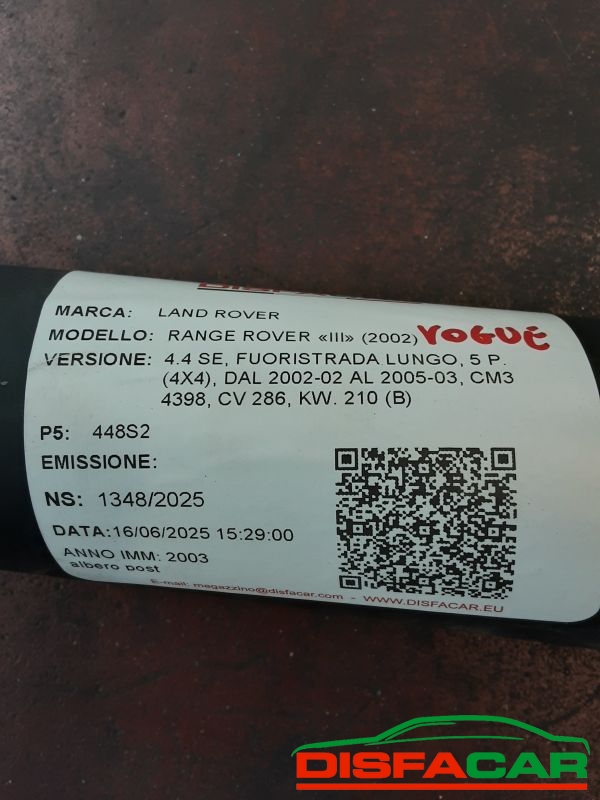 DISFACAR
MARCA: LAND ROVER
MODELLO: RANGE ROVER «III» (2002) VOGUE
VERSIONE: 4.4 SE, FUORISTRADA LUNGO, 5 P.
(4X4), DAL 2002-02 AL 2005-03, CM3
4398, CV 286, KW. 210 (B)
P5: 448S2
EMISSIONE:
NS: 1348/2025
DATA:16/06/2025 15:29:00
ANNO IMM: 2003
albero post
E-mail: magazzino@disfacar.com - WWW.DISFACAR.EU
DISFACAR